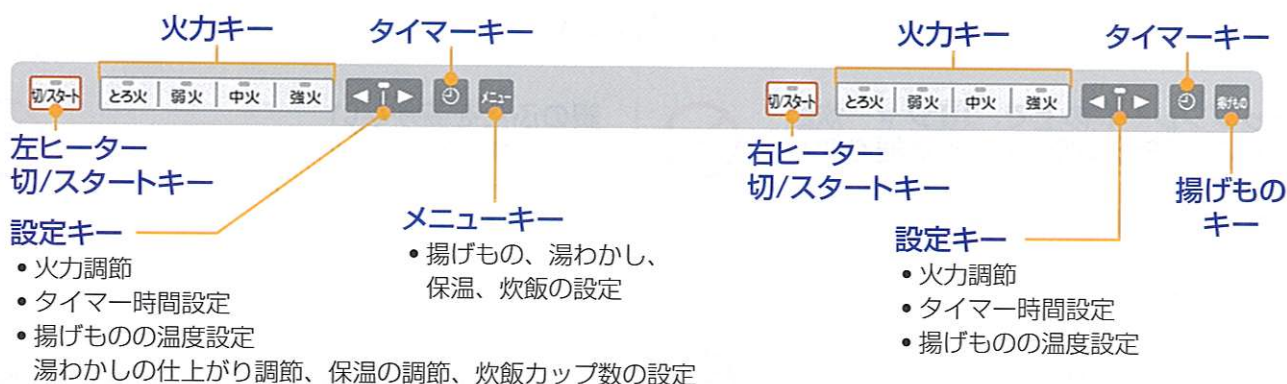 火力キー
タイマーキー
切/スタート
とろ火
弱火
中火
強火
メニュー
左ヒーター
切/スタートキー
設定キー
• 火力調節
• タイマー時間設定
• 揚げものの温度設定
湯わかしの仕上がり調節、保温の調節、炊飯カップ数の設定
メニューキー
• 揚げもの、湯わかし、
保温、炊飯の設定
火力キー
タイマーキー
切/スタート
とろ火
弱火
中火
強火
揚げもの
右ヒーター
切/スタートキー
揚げもの
キー
設定キー
• 火力調節
• タイマー時間設定
• 揚げものの温度設定